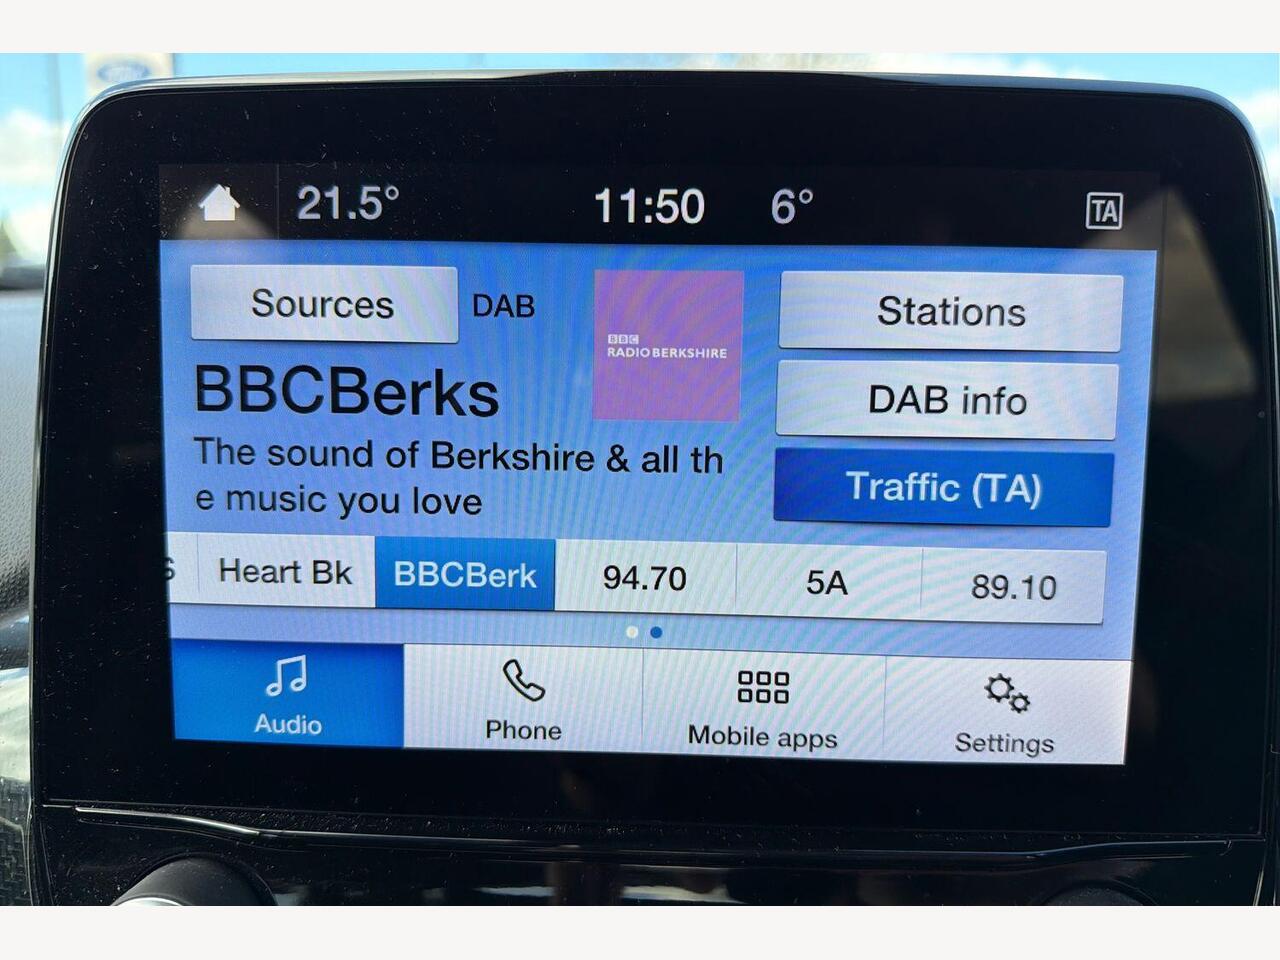 21.5° 11:50 6° TA
Sources DAB Stations
BBC
RADIO BERKSHIRE
DAB info
BBCBerks
The sound of Berkshire & all th
e music you love
Traffic (TA)
Heart Bk BBCBerk 94.70 5A 89.10
Audio Phone Mobile apps Settings